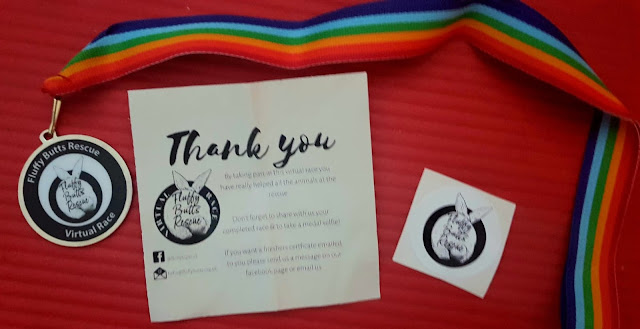 Fluffy Butts Rescue
Fluffy
Butts
Rescue
Virtual Race
Thank you
By taking part in this virtual race you
have really helped all the animals at the
rescue.
Don't forget to share with us your
completed race & to take a medal selfie!
If you want a finishers certificate emailed
to you please send us a message on our
facebook page or email us.
VIRTUAL RACE
Fluffy
Butts
Rescue
Fluffy
Butts
Rescue